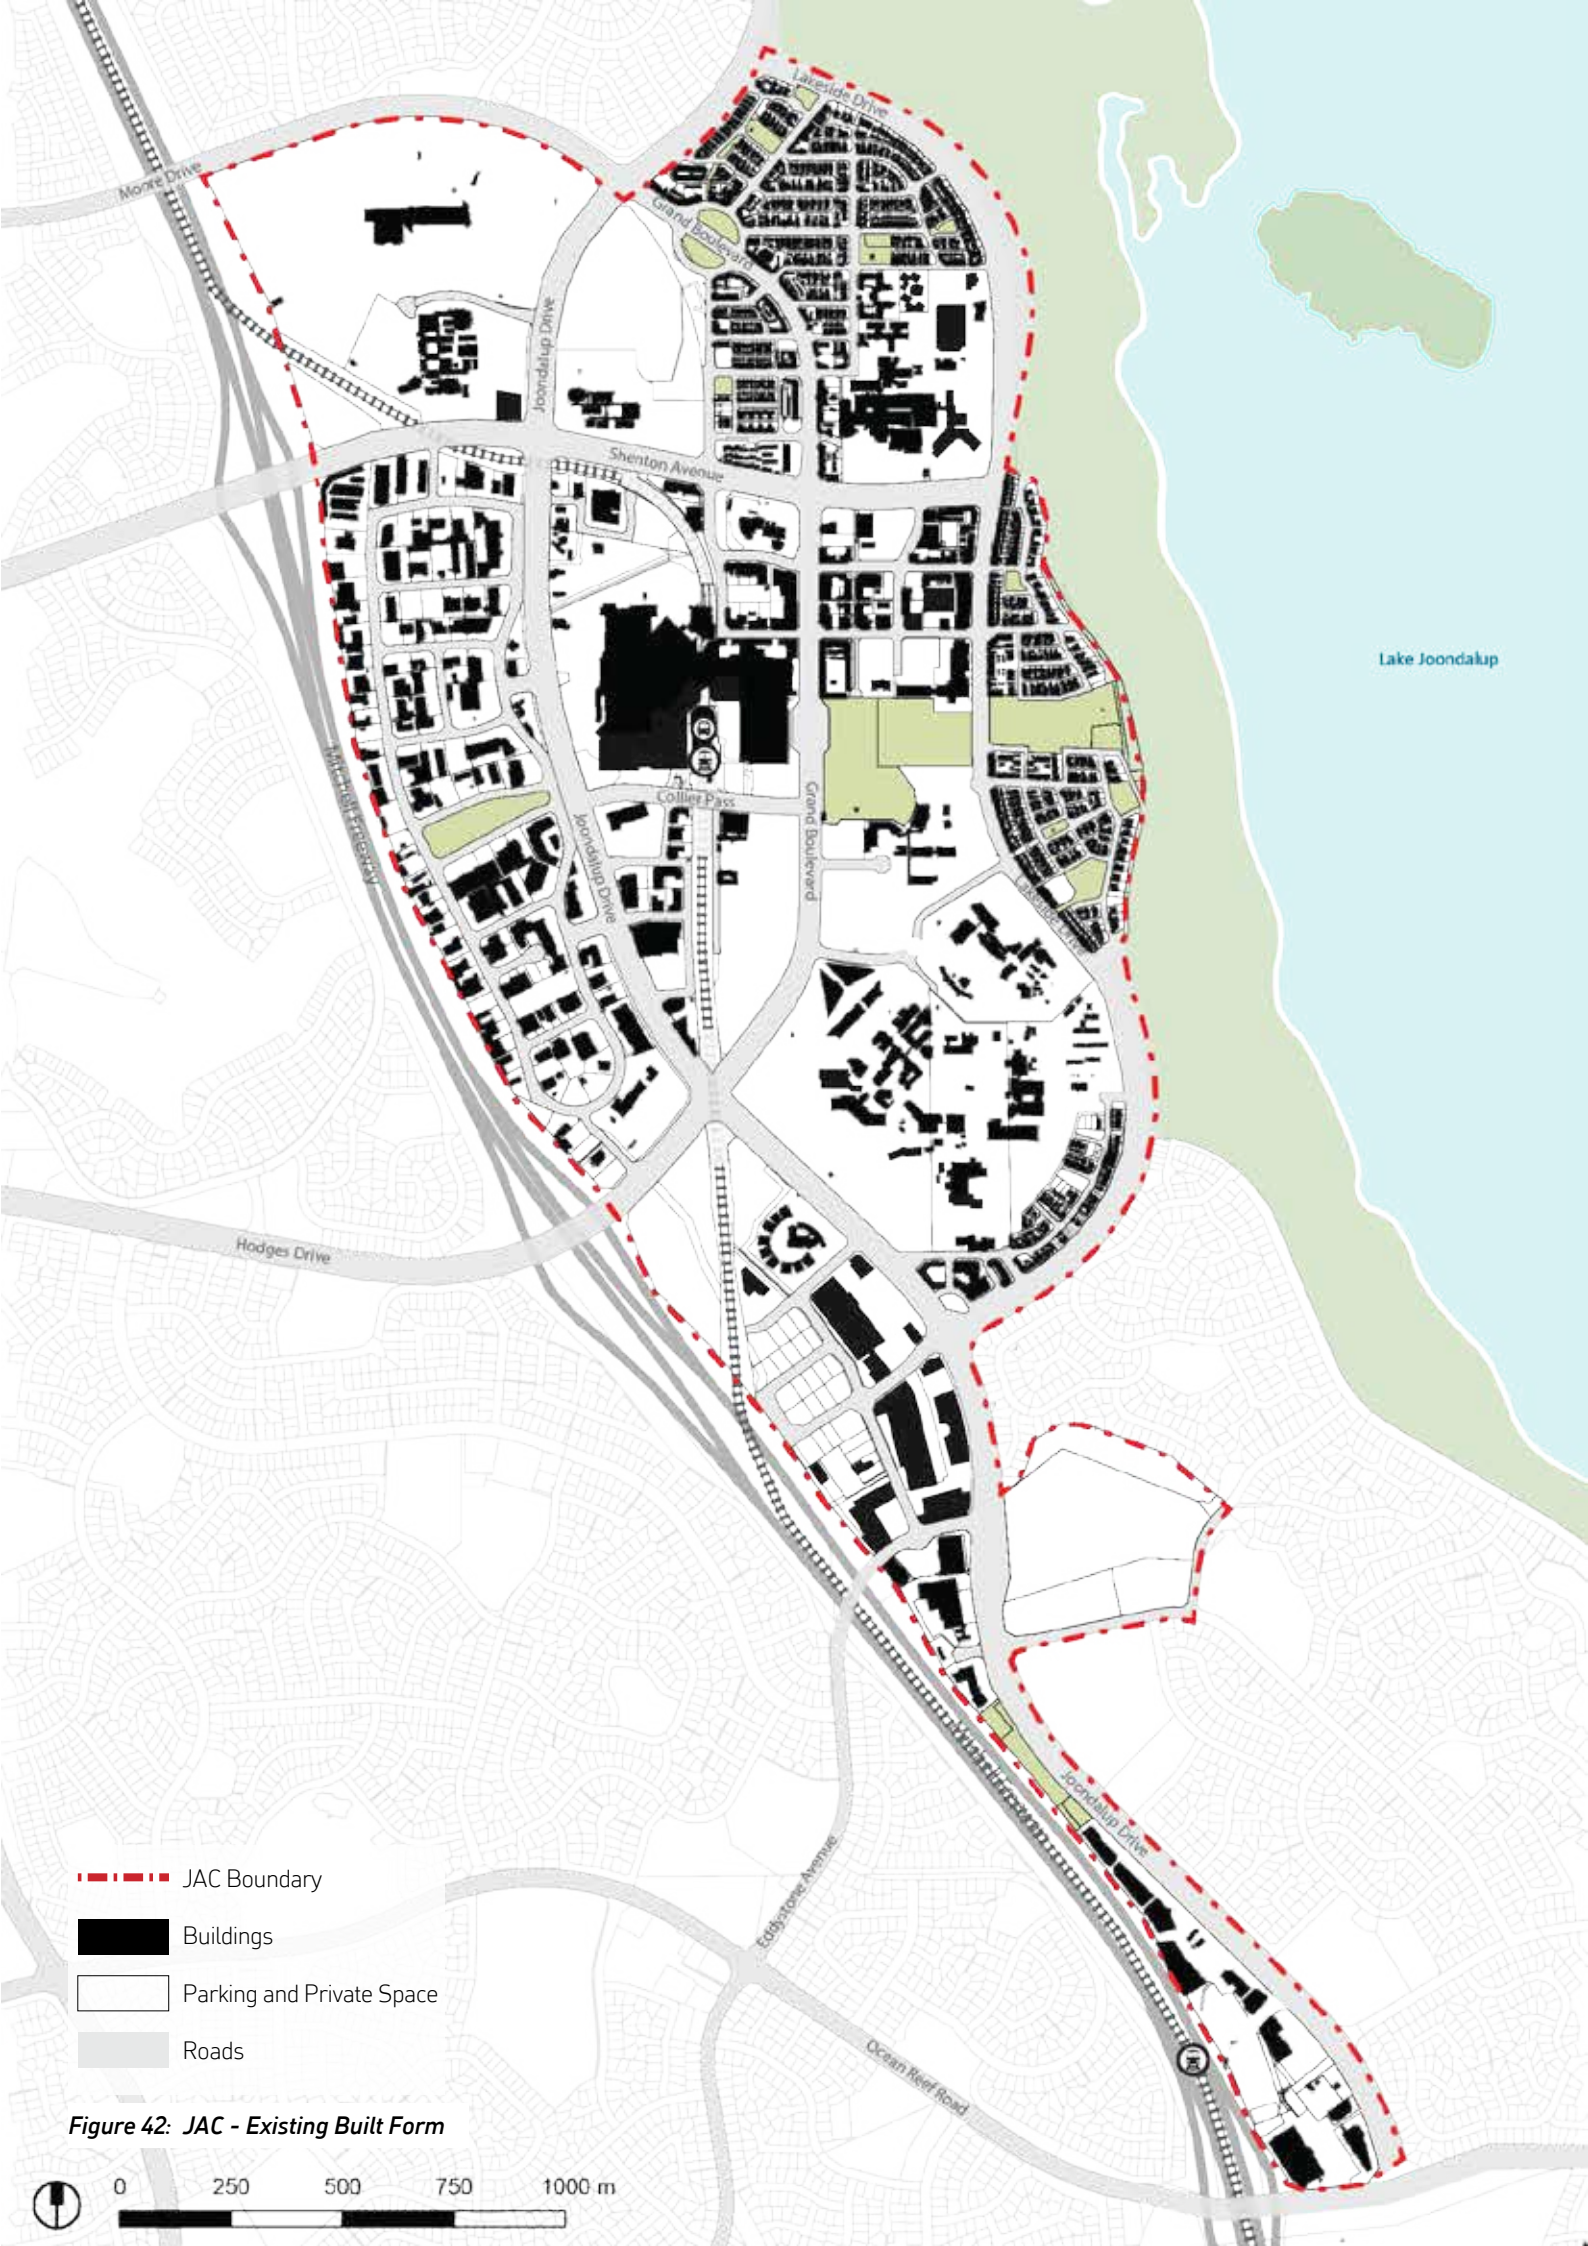 Lakeside Drive
Moore Drive
Grand Boulevard
Joondalup Drive
Shenton Avenue
Lake Joondalup
Mitchell Freeway
Collier Pass
Grand Boulevard
Joondalup Drive
Lakeside Drive
Hodges Drive
Joondalup Drive
Eddystone Avenue
Ocean Reef Road
JAC Boundary
Buildings
Parking and Private Space
Roads
Figure 42: JAC - Existing Built Form
0 250 500 750 1000 m